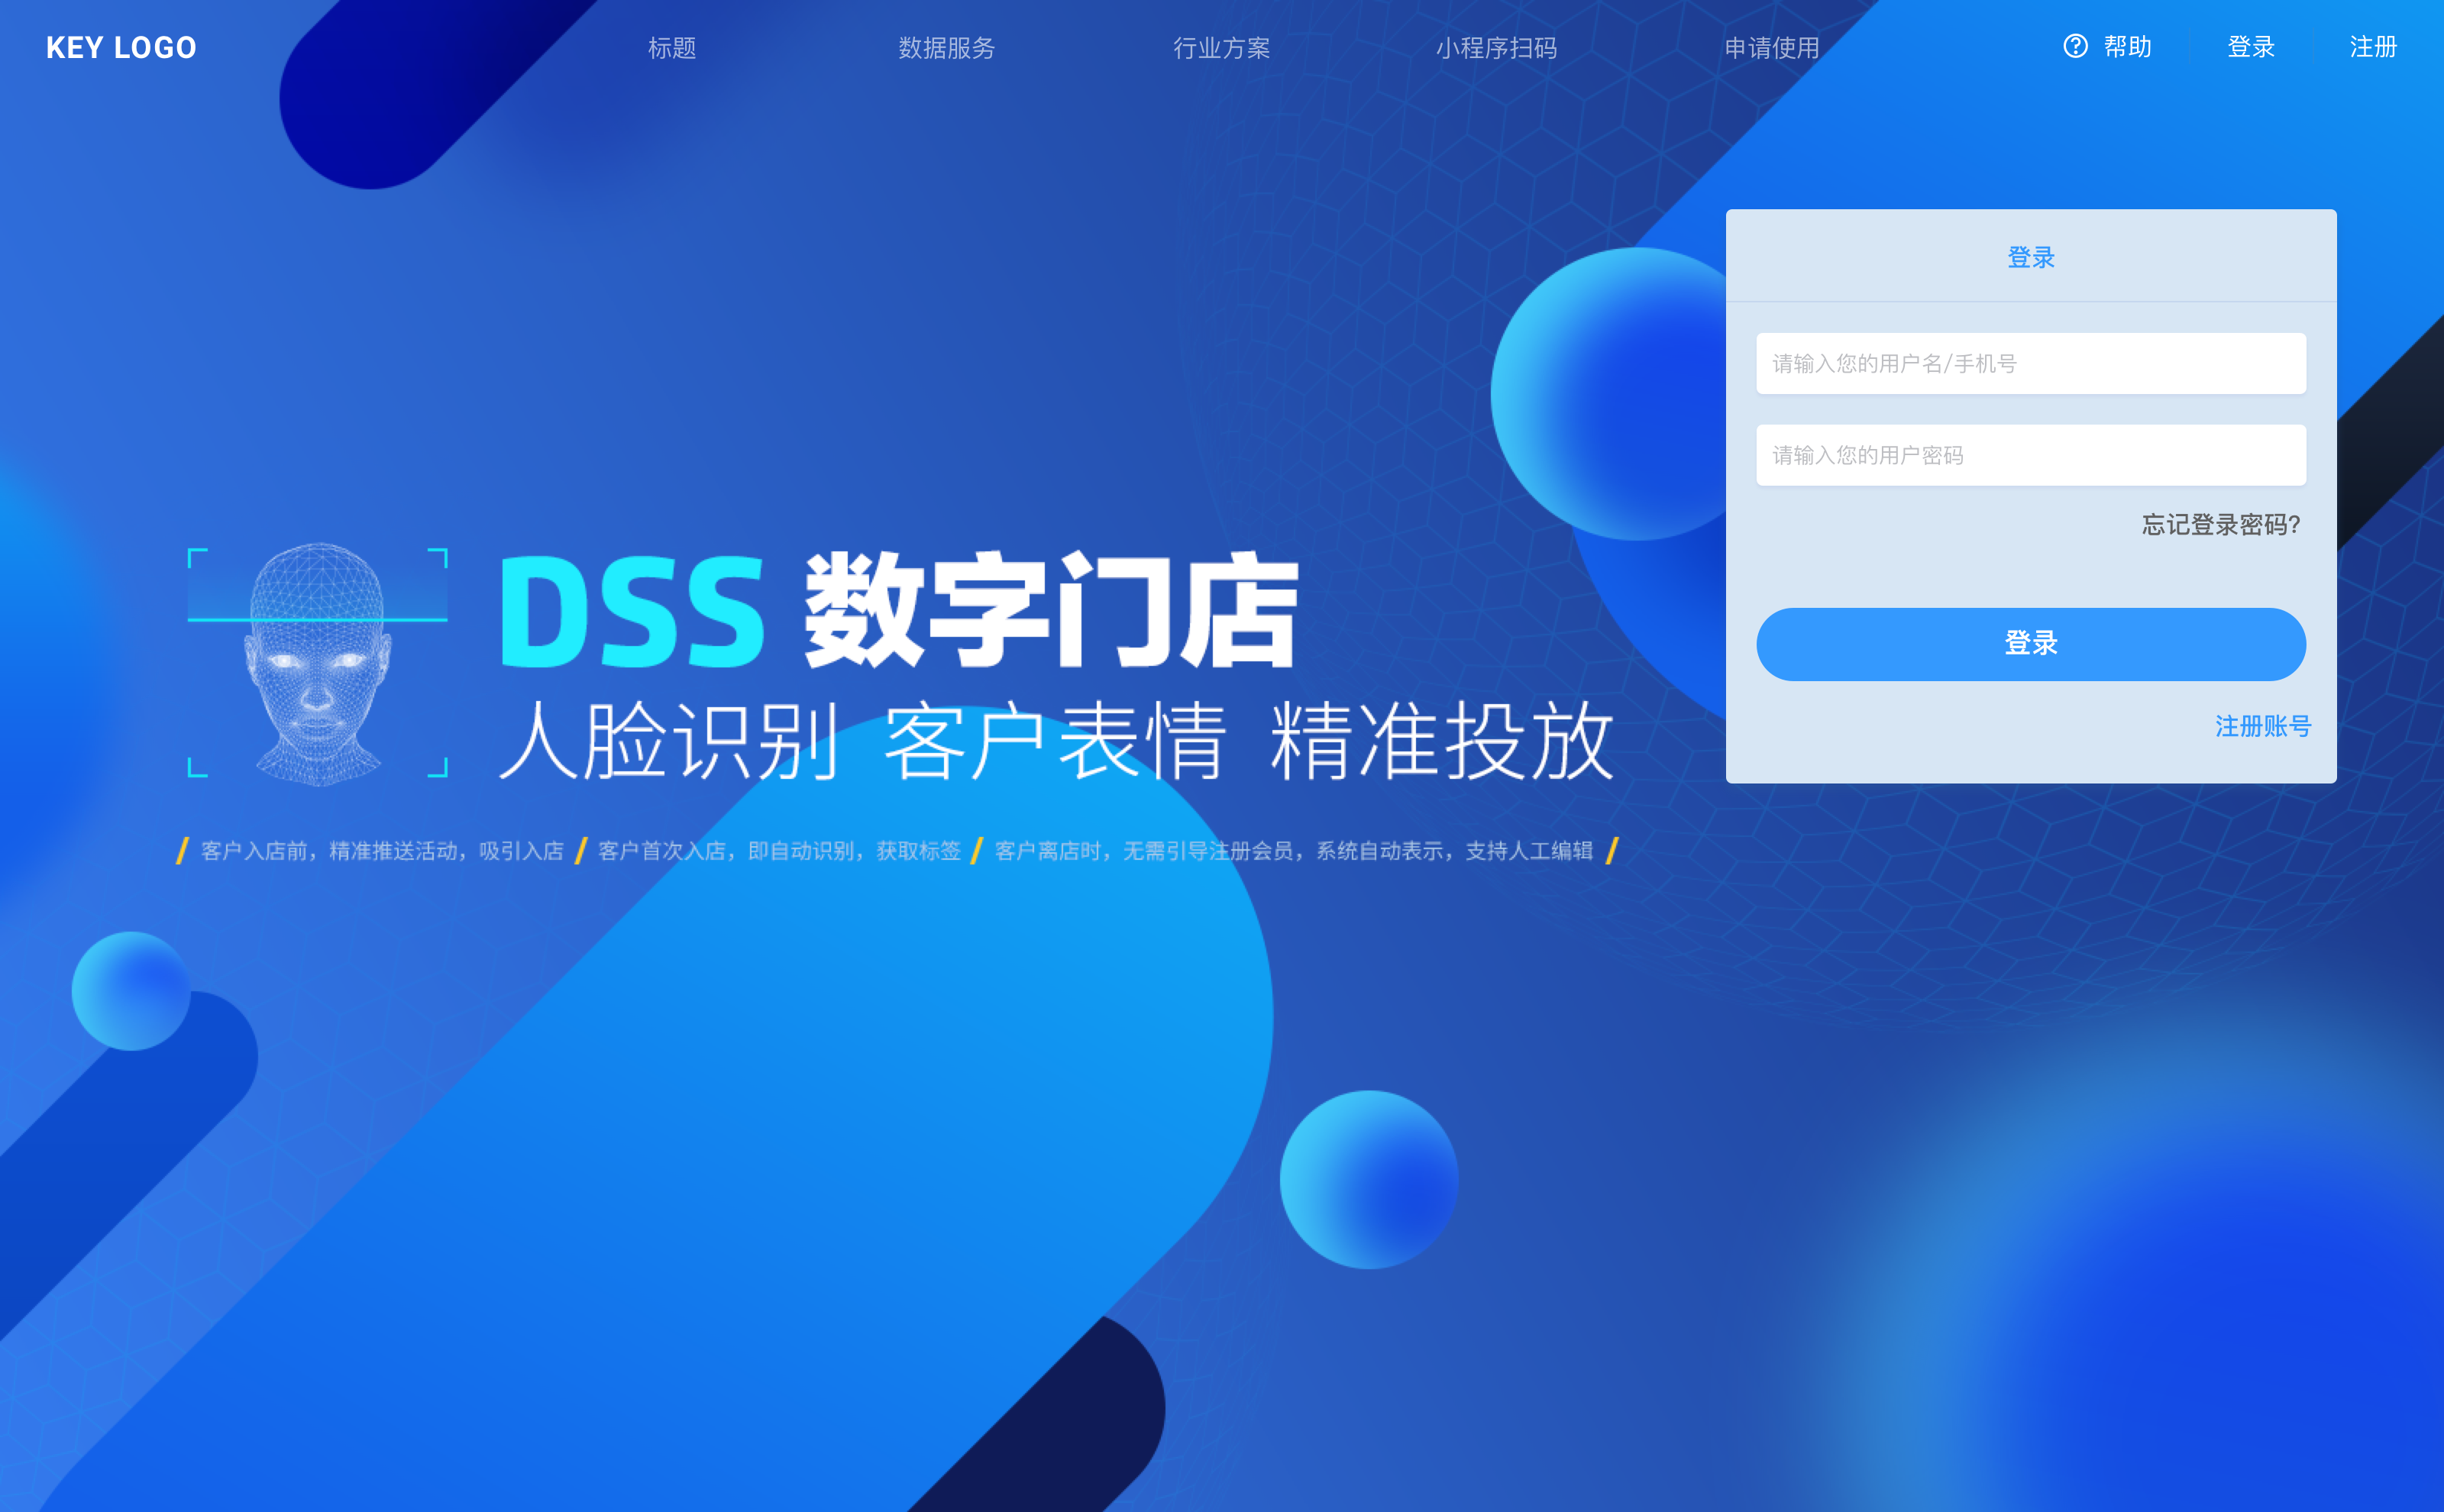 KEY LOGO 标题 数据服务 行业方案 小程序扫码 申请使用 帮助 登录 注册
登录
请输入您的用户名/手机号
请输入您的用户密码
忘记登录密码?
登录
注册账号
DSS 数字门店
人脸识别 客户表情 精准投放
/ 客户入店前，精准推送活动，吸引入店 / 客户首次入店，即自动识别，获取标签 / 客户离店时，无需引导注册会员，系统自动表示，支持人工编辑 /